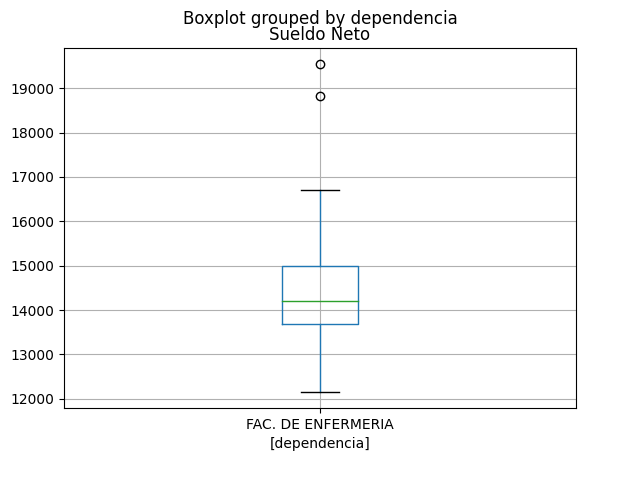 Boxplot grouped by dependencia
Sueldo Neto
19000
18000
17000
16000
15000
14000
13000
12000
FAC. DE ENFERMERIA
[dependencia]